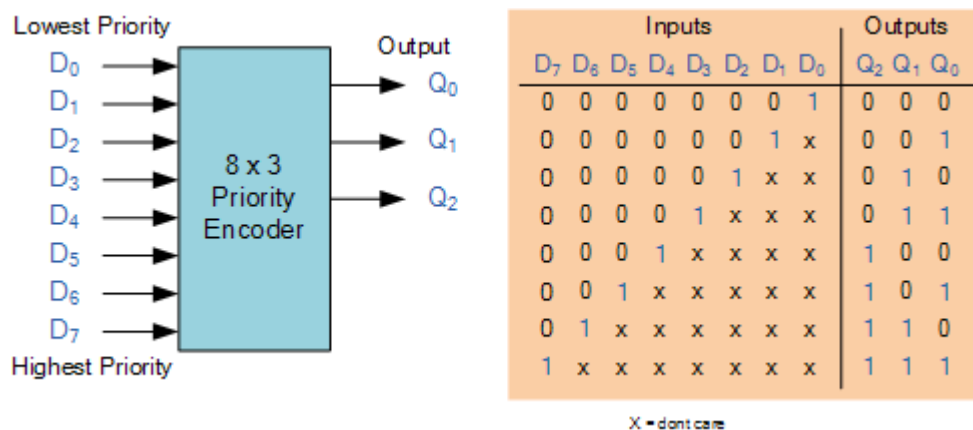 Lowest Priority
D0
D1
D2
D3
D4
D5
D6
D7
Highest Priority
8 x 3
Priority
Encoder
Output
Q0
Q1
Q2
Inputs Outputs
D7 D6 D5 D4 D3 D2 D1 D0 Q2 Q1 Q0
0 0 0 0 0 0 0 1 0 0 0
0 0 0 0 0 0 1 x 0 0 1
0 0 0 0 0 1 x x 0 1 0
0 0 0 0 1 x x x 0 1 1
0 0 0 1 x x x x 1 0 0
0 0 1 x x x x x 1 0 1
0 1 x x x x x x 1 1 0
1 x x x x x x x 1 1 1
X = dont care